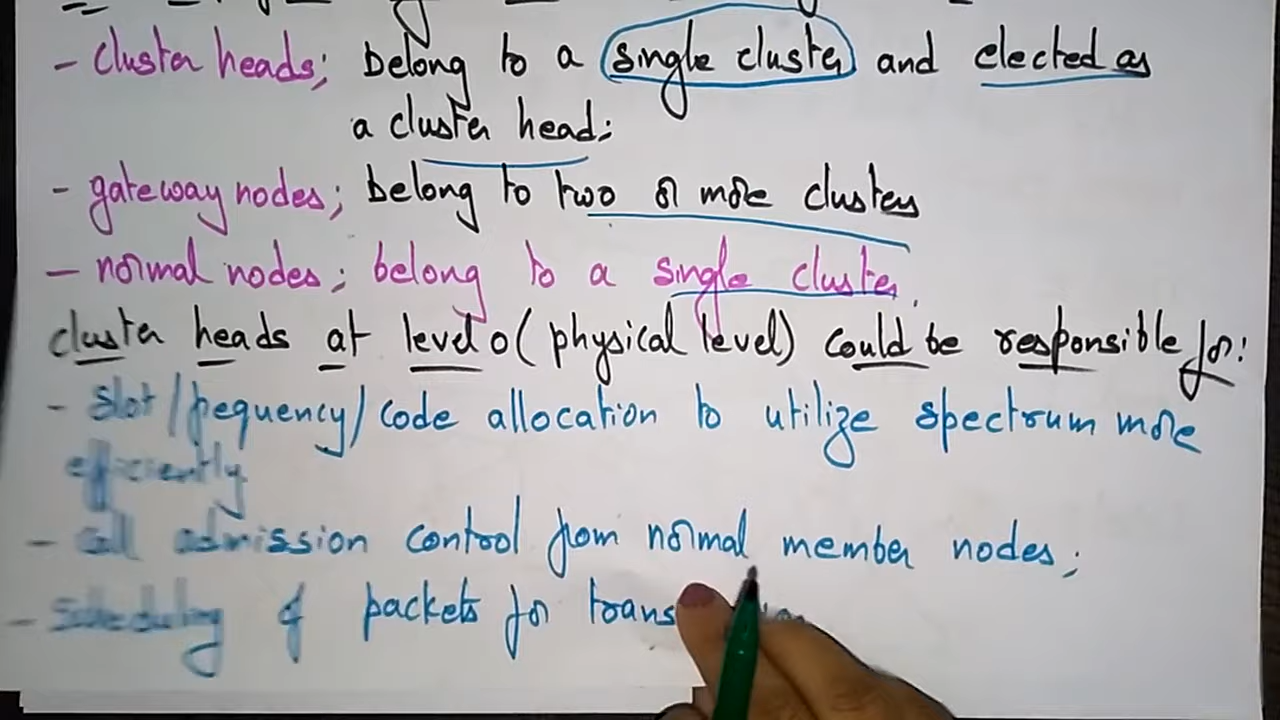 - cluster heads; belong to a single cluster and elected as
a cluster head;
- gateway nodes; belong to two or more clusters
- normal nodes; belong to a single cluster.
cluster heads at level 0 (physical level) could be responsible for:
- slot/frequency/code allocation to utilize spectrum more
efficiently
- call admission control from normal member nodes;
- scheduling of packets for